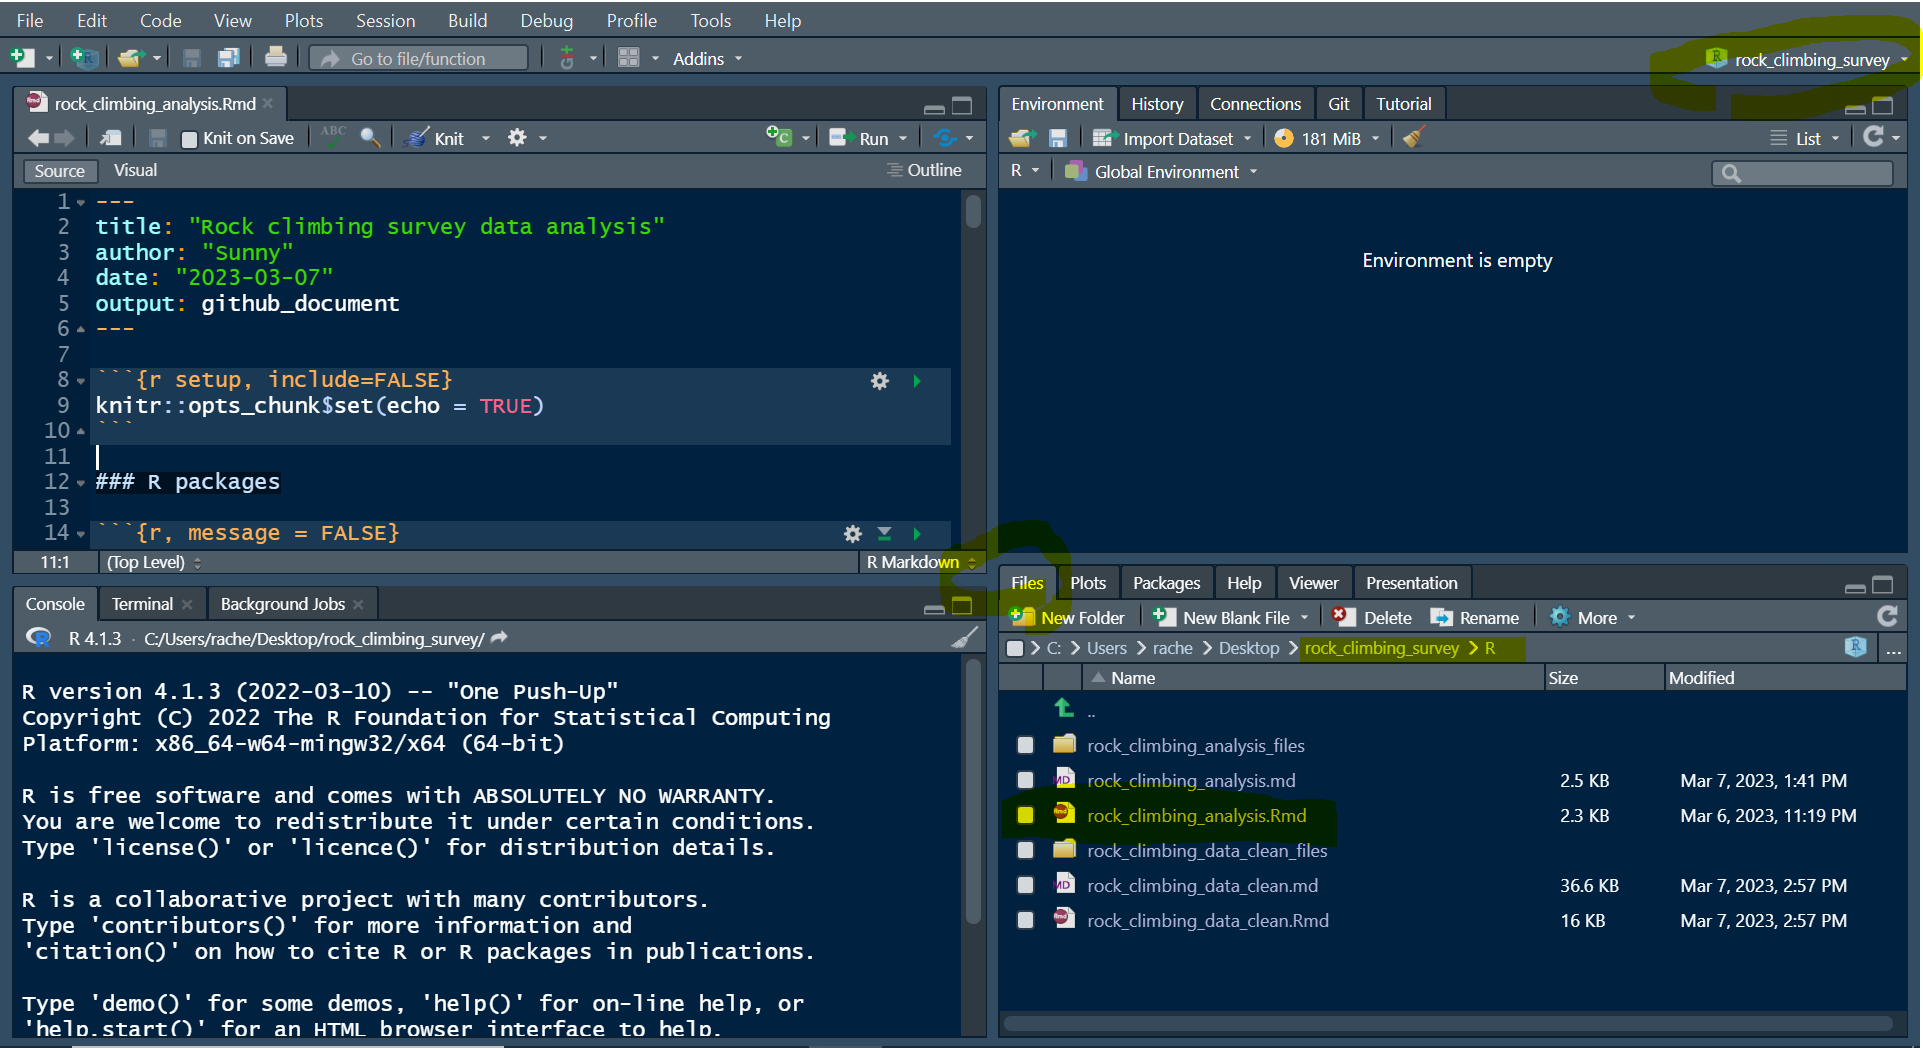 File Edit Code View Plots Session Build Debug Profile Tools Help
Go to file/function Addins rock_climbing_survey
rock_climbing_analysis.Rmd
Knit on Save ABC Knit Run
Source Visual Outline
1 ---
2 title: "Rock climbing survey data analysis"
3 author: "Sunny"
4 date: "2023-03-07"
5 output: github_document
6 ---
7
8 ```{r setup, include=FALSE}
9 knitr::opts_chunk$set(echo = TRUE)
10 ```
11
12 ### R packages
13
14 ```{r, message = FALSE}
11:1 (Top Level) R Markdown
Console Terminal Background Jobs
R 4.1.3 · C:/Users/rache/Desktop/rock_climbing_survey/
R version 4.1.3 (2022-03-10) -- "One Push-Up"
Copyright (C) 2022 The R Foundation for Statistical Computing
Platform: x86_64-w64-mingw32/x64 (64-bit)
R is free software and comes with ABSOLUTELY NO WARRANTY.
You are welcome to redistribute it under certain conditions.
Type 'license()' or 'licence()' for distribution details.
R is a collaborative project with many contributors.
Type 'contributors()' for more information and
'citation()' on how to cite R or R packages in publications.
Type 'demo()' for some demos, 'help()' for on-line help, or
'help.start()' for an HTML browser interface to help.
Environment History Connections Git Tutorial
Import Dataset 181 MiB List
R Global Environment
Environment is empty
Files Plots Packages Help Viewer Presentation
New Folder New Blank File Delete Rename More
C: > Users > rache > Desktop > rock_climbing_survey > R ...
Name Size Modified
..
rock_climbing_analysis_files
rock_climbing_analysis.md 2.5 KB Mar 7, 2023, 1:41 PM
rock_climbing_analysis.Rmd 2.3 KB Mar 6, 2023, 11:19 PM
rock_climbing_data_clean_files
rock_climbing_data_clean.md 36.6 KB Mar 7, 2023, 2:57 PM
rock_climbing_data_clean.Rmd 16 KB Mar 7, 2023, 2:57 PM